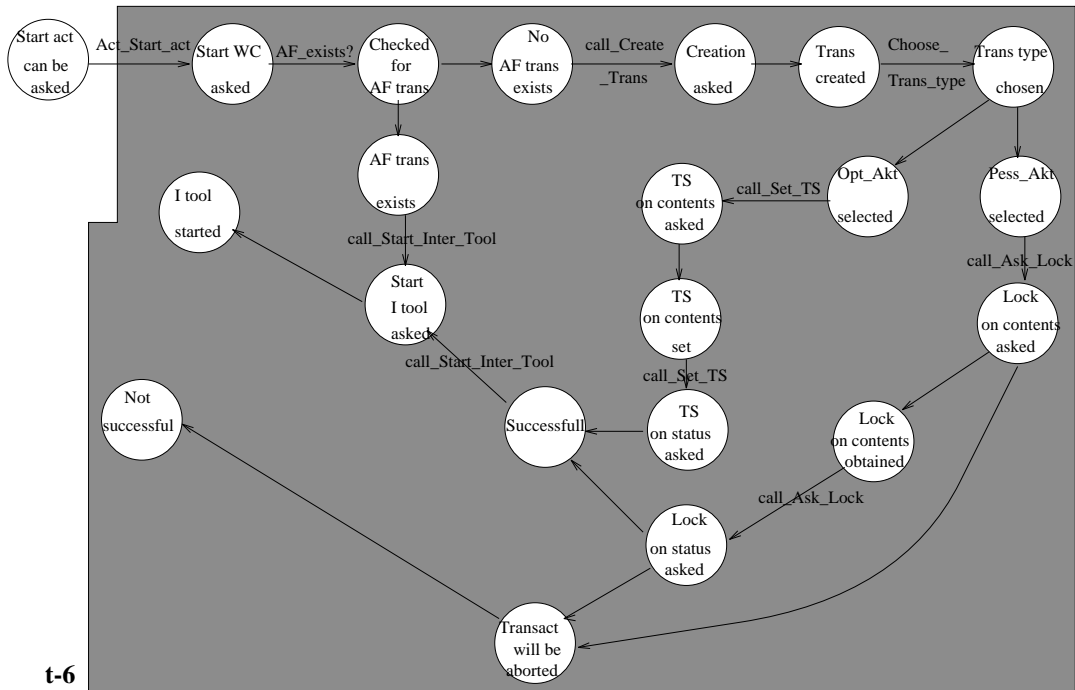 Start act
can be
asked
Act_Start_act
Start WC
asked
AF_exists?
Checked
for
AF trans
No
AF trans
exists
call_Create
_Trans
Creation
asked
Trans
created
Choose_
Trans_type
Trans type
chosen
AF trans
exists
I tool
started
call_Start_Inter_Tool
Start
I tool
asked
call_Start_Inter_Tool
TS
on contents
asked
call_Set_TS
Opt_Akt
selected
Pess_Akt
selected
call_Ask_Lock
TS
on contents
set
call_Set_TS
Lock
on contents
asked
Not
successful
Successfull
TS
on status
asked
Lock
on contents
obtained
call_Ask_Lock
Lock
on status
asked
Transact
will be
aborted
t-6